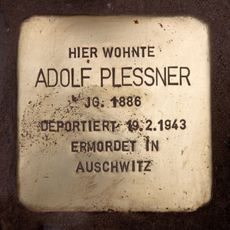 HIER WOHNTE
ADOLF PLESSNER
JG. 1886
DEPORTIERT 19.2.1943
ERMORDET IN
AUSCHWITZ